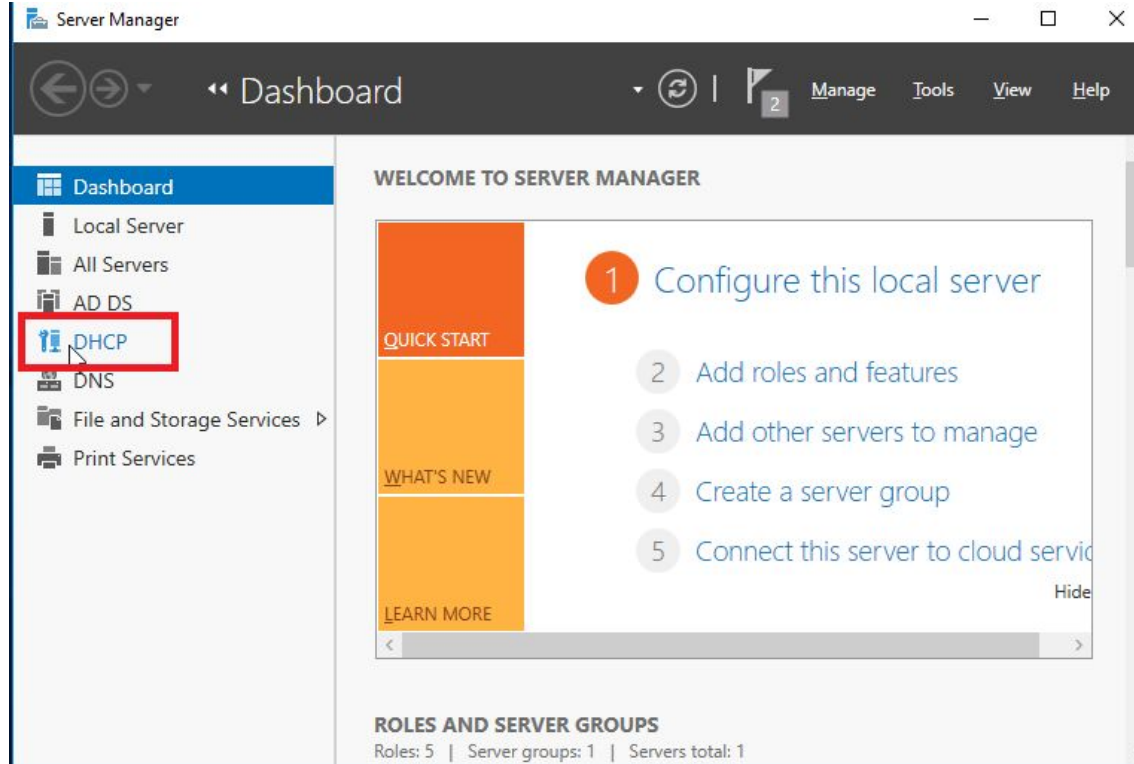 Server Manager
Dashboard
2
Manage
Tools
View
Help
Dashboard
Local Server
All Servers
AD DS
DHCP
DNS
File and Storage Services
Print Services
WELCOME TO SERVER MANAGER
QUICK START
WHAT'S NEW
LEARN MORE
1 Configure this local server
2 Add roles and features
3 Add other servers to manage
4 Create a server group
5 Connect this server to cloud servic
Hide
ROLES AND SERVER GROUPS
Roles: 5 | Server groups: 1 | Servers total: 1